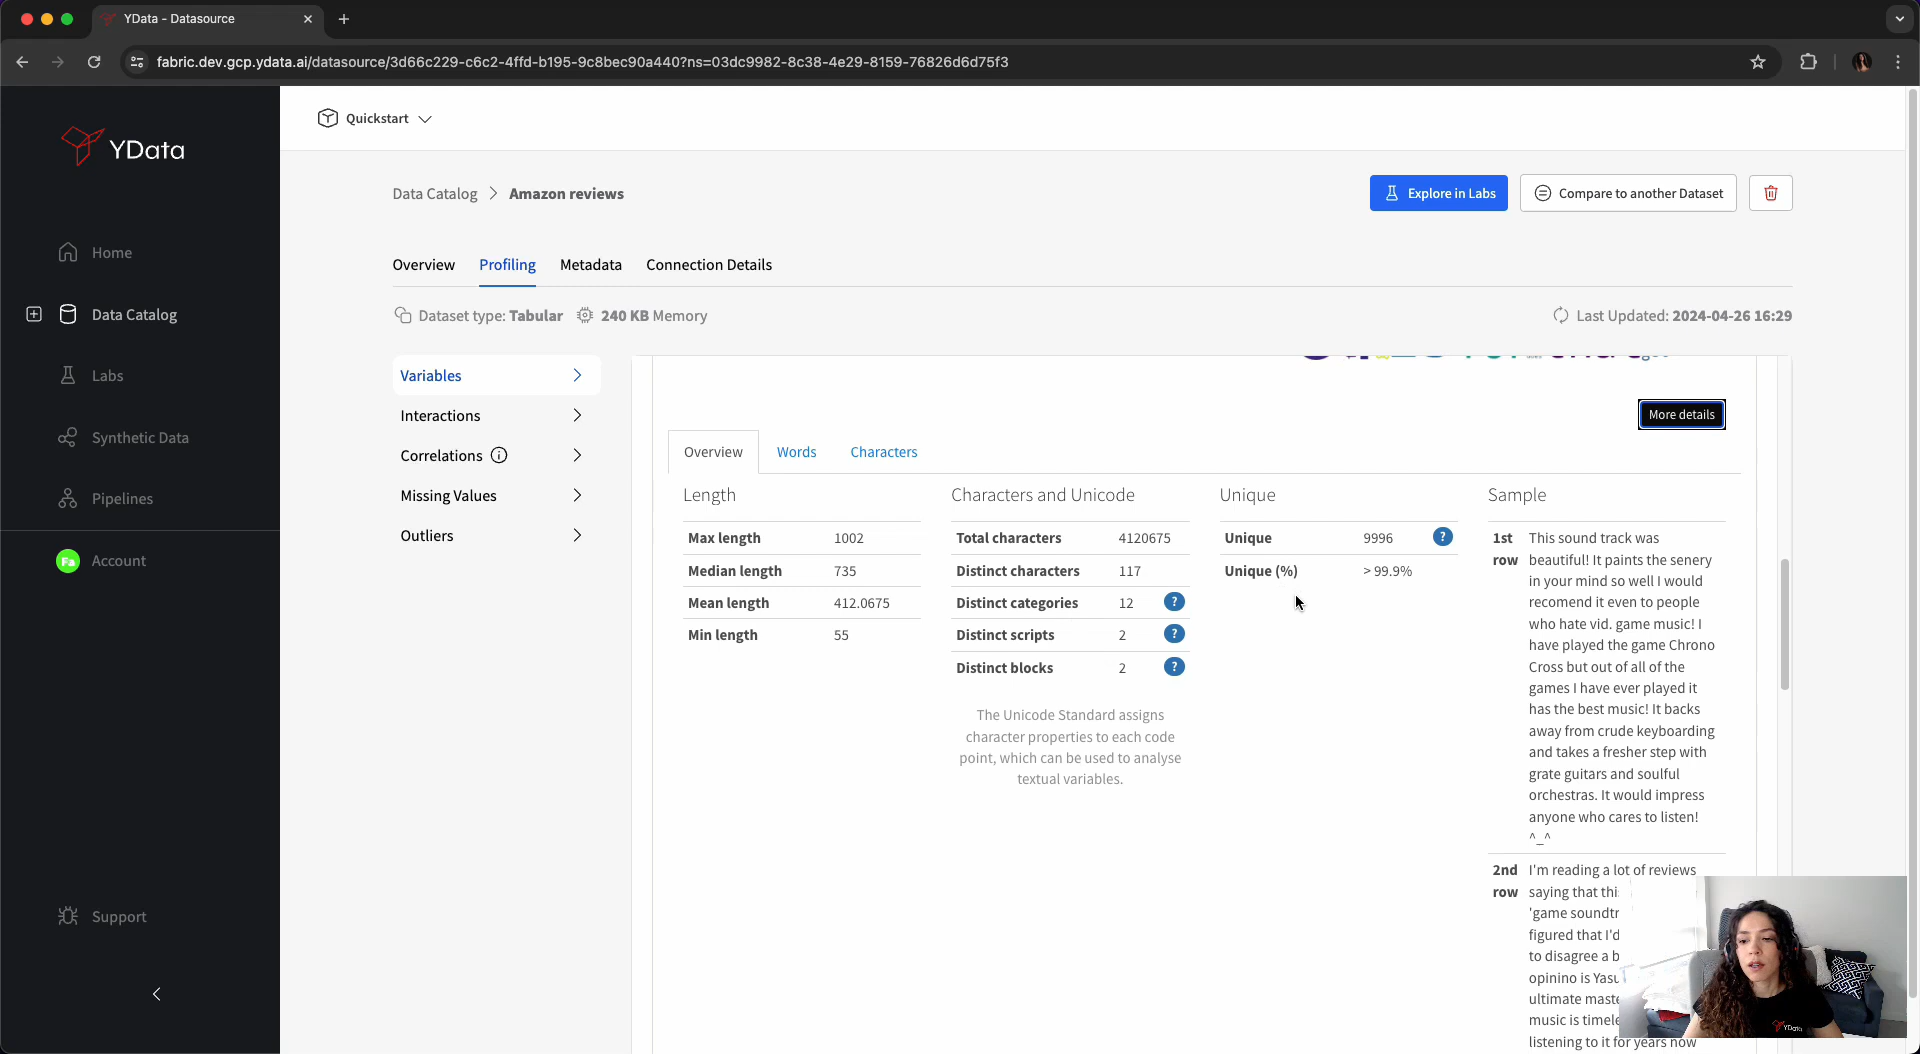 YData - Datasource
fabric.dev.gcp.ydata.ai/datasource/3d66c229-c6c2-4ffd-b195-9c8bec90a440?ns=03dc9982-8c38-4e29-8159-76826d6d75f3
YData
Home
Data Catalog
Labs
Synthetic Data
Pipelines
Fa Account
Support
Quickstart
Data Catalog > Amazon reviews
Explore in Labs
Compare to another Dataset
Overview Profiling Metadata Connection Details
Dataset type: Tabular 240 KB Memory
Last Updated: 2024-04-26 16:29
Variables
Interactions
Correlations
Missing Values
Outliers
More details
Overview Words Characters
Length
Max length 1002
Median length 735
Mean length 412.0675
Min length 55
Characters and Unicode
Total characters 4120675
Distinct characters 117
Distinct categories 12 ?
Distinct scripts 2 ?
Distinct blocks 2 ?
The Unicode Standard assigns
character properties to each code
point, which can be used to analyse
textual variables.
Unique
Unique 9996 ?
Unique (%) > 99.9%
Sample
1st This sound track was
row beautiful! It paints the senery
in your mind so well I would
recomend it even to people
who hate vid. game music! I
have played the game Chrono
Cross but out of all of the
games I have ever played it
has the best music! It backs
away from crude keyboarding
and takes a fresher step with
grate guitars and soulful
orchestras. It would impress
anyone who cares to listen!
^_^
2nd I'm reading a lot of reviews
row saying that
'game
figured that I'd
to disagree a
opinino is
ultimate
music is
listening to it for years now
YData